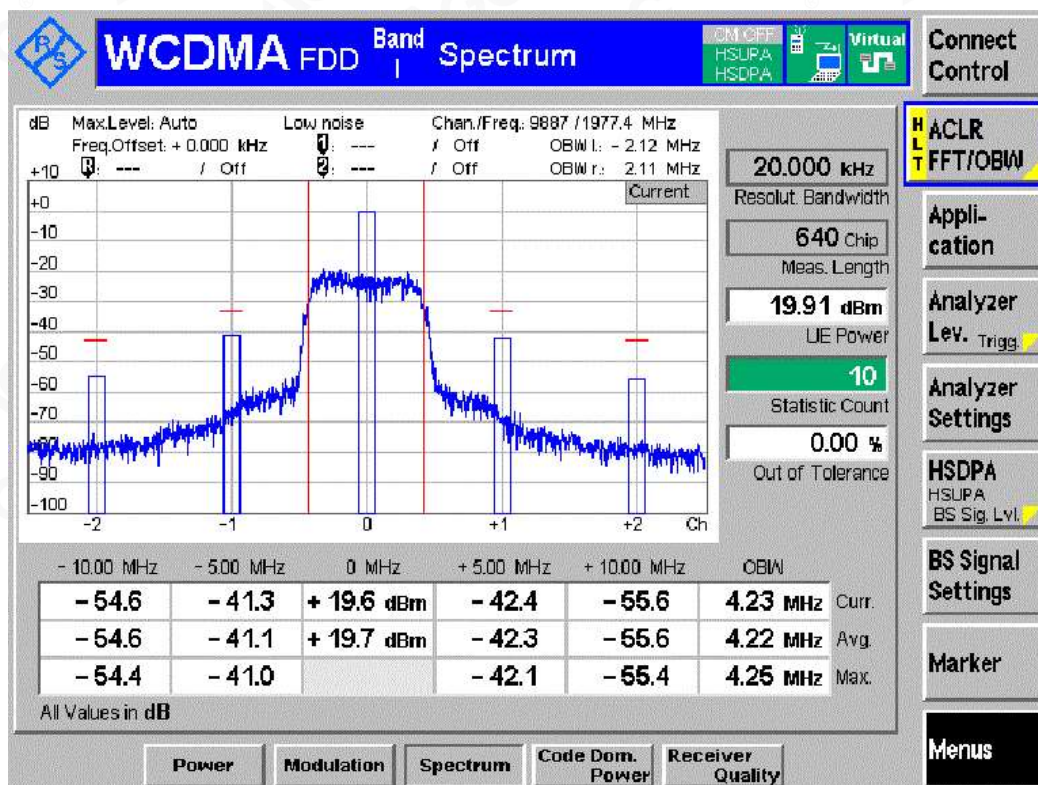 R/S
WCDMA FDD Band I Spectrum
CM OFF
HSUPA
HSDPA
Virtual
Connect Control
dB Max.Level: Auto Low noise Chan./Freq.: 9887 / 1977.4 MHz
Freq.Offset: + 0.000 kHz 1: --- / Off OBW l.: - 2.12 MHz
+10 R: --- / Off 2: --- / Off OBW r.: 2.11 MHz
Current
+0
-10
-20
-30
-40
-50
-60
-70
-80
-90
-100
-2 -1 0 +1 +2 Ch
20.000 kHz
Resolut. Bandwidth
640 Chip
Meas. Length
19.91 dBm
UE Power
10
Statistic Count
0.00 %
Out of Tolerance
- 10.00 MHz - 5.00 MHz 0 MHz + 5.00 MHz + 10.00 MHz OBW
- 54.6 - 41.3 + 19.6 dBm - 42.4 - 55.6 4.23 MHz Curr.
- 54.6 - 41.1 + 19.7 dBm - 42.3 - 55.6 4.22 MHz Avg.
- 54.4 - 41.0 - 42.1 - 55.4 4.25 MHz Max.
All Values in dB
HLT
ACLR
FFT/OBW
Appli-
cation
Analyzer
Lev. Trigg.
Analyzer
Settings
HSDPA
HSUPA
BS Sig. Lvl.
BS Signal
Settings
Marker
Menus
Power
Modulation
Spectrum
Code Dom.
Power
Receiver
Quality